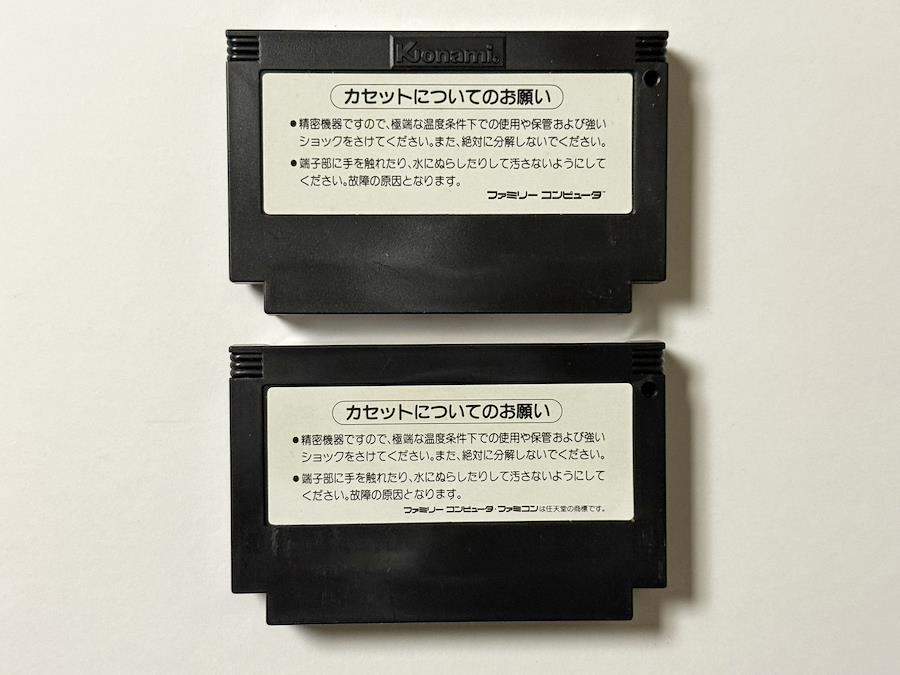 Konami®
カセットについてのお願い
●精密機器ですので、極端な温度条件下での使用や保管および強い
ショックをさけてください。また、絶対に分解しないでください。
●端子部に手を触れたり、水にぬらしたりして汚さないようにして
ください。故障の原因となります。
ファミリー コンピュータ™
カセットについてのお願い
●精密機器ですので、極端な温度条件下での使用や保管および強い
ショックをさけてください。また、絶対に分解しないでください。
●端子部に手を触れたり、水にぬらしたりして汚さないようにして
ください。故障の原因となります。
ファミリー コンピュータ・ファミコンは任天堂の商標です。